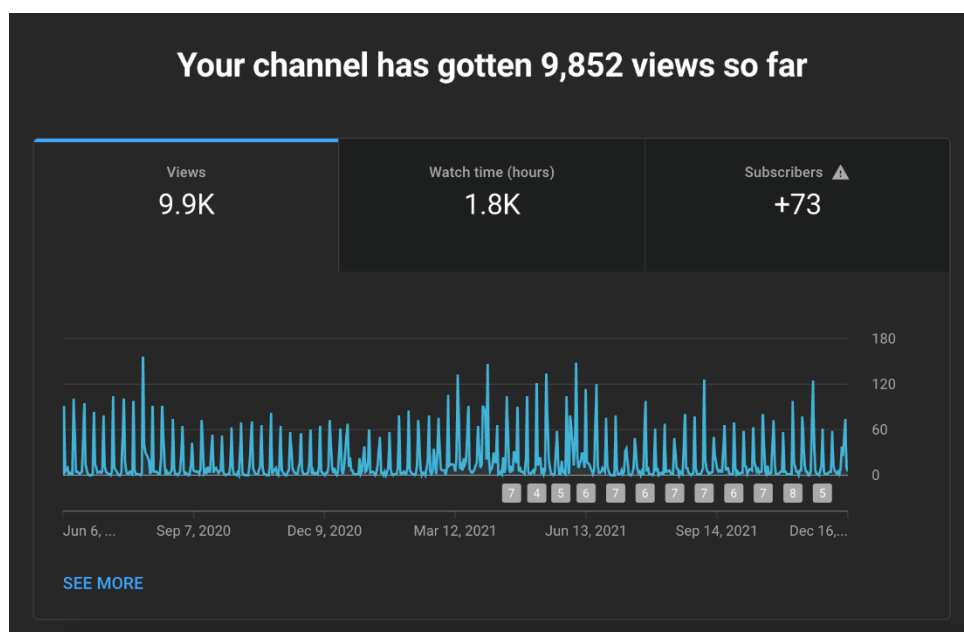 Your channel has gotten 9,852 views so far
Views
9.9K
Watch time (hours)
1.8K
Subscribers
+73
180
120
60
0
7 4 5 6 7 6 7 7 6 7 8 5
Jun 6, ... Sep 7, 2020 Dec 9, 2020 Mar 12, 2021 Jun 13, 2021 Sep 14, 2021 Dec 16,...
SEE MORE